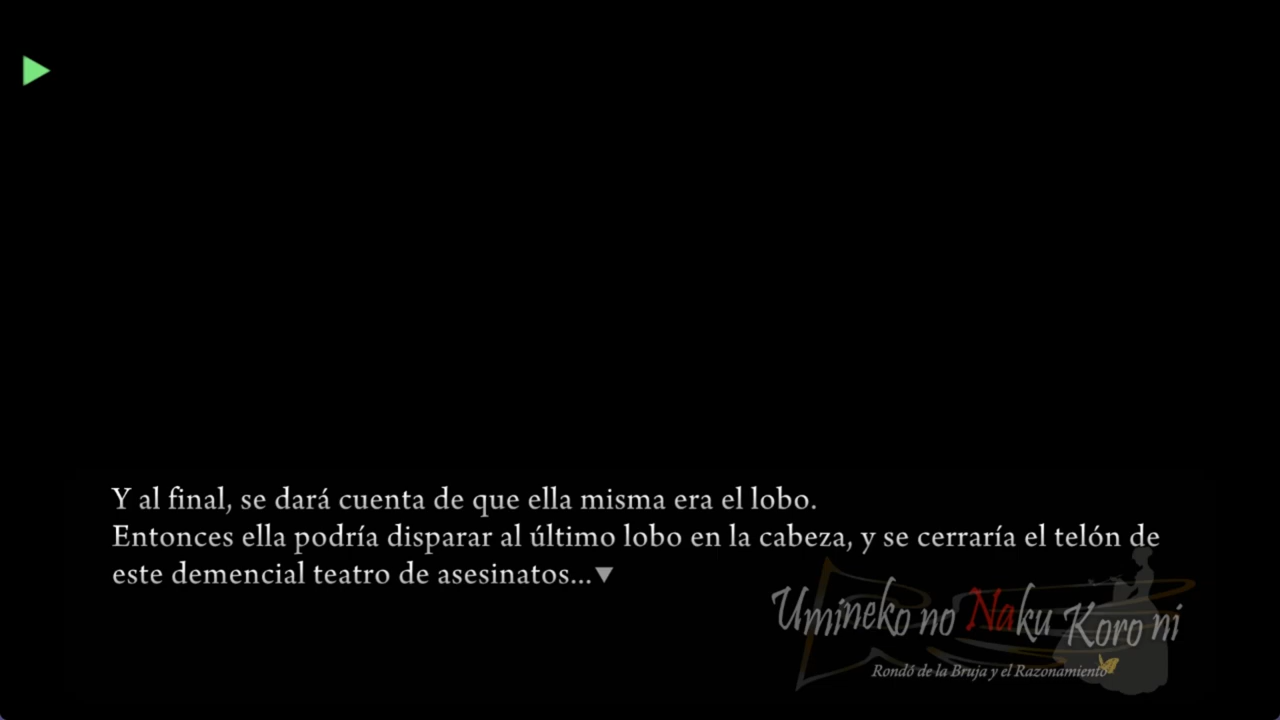 Y al final, se dará cuenta de que ella misma era el lobo.
Entonces ella podría disparar al último lobo en la cabeza, y se cerraría el telón de
este demencial teatro de asesinatos...
Umineko no Naku Koro ni
Rondó de la Bruja y el Razonamiento